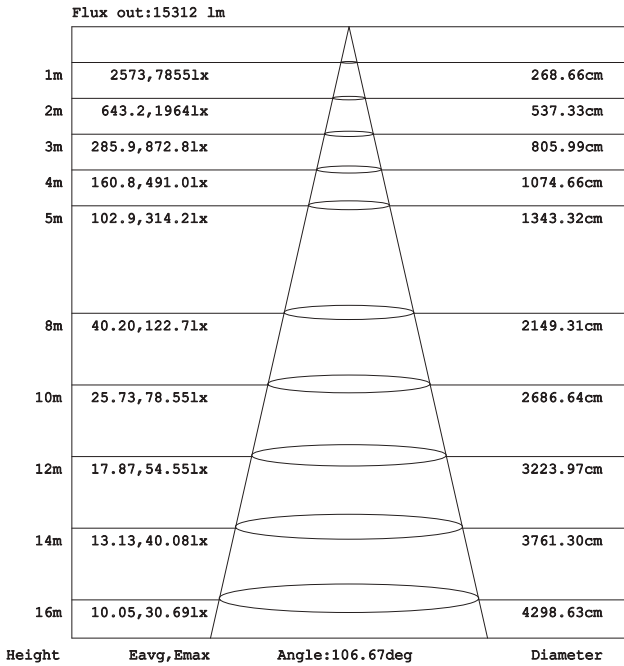 Flux out:15312 lm
1m 2573,7855lx 268.66cm
2m 643.2,1964lx 537.33cm
3m 285.9,872.8lx 805.99cm
4m 160.8,491.0lx 1074.66cm
5m 102.9,314.2lx 1343.32cm
8m 40.20,122.7lx 2149.31cm
10m 25.73,78.55lx 2686.64cm
12m 17.87,54.55lx 3223.97cm
14m 13.13,40.08lx 3761.30cm
16m 10.05,30.69lx 4298.63cm
Height Eavg,Emax Angle:106.67deg Diameter